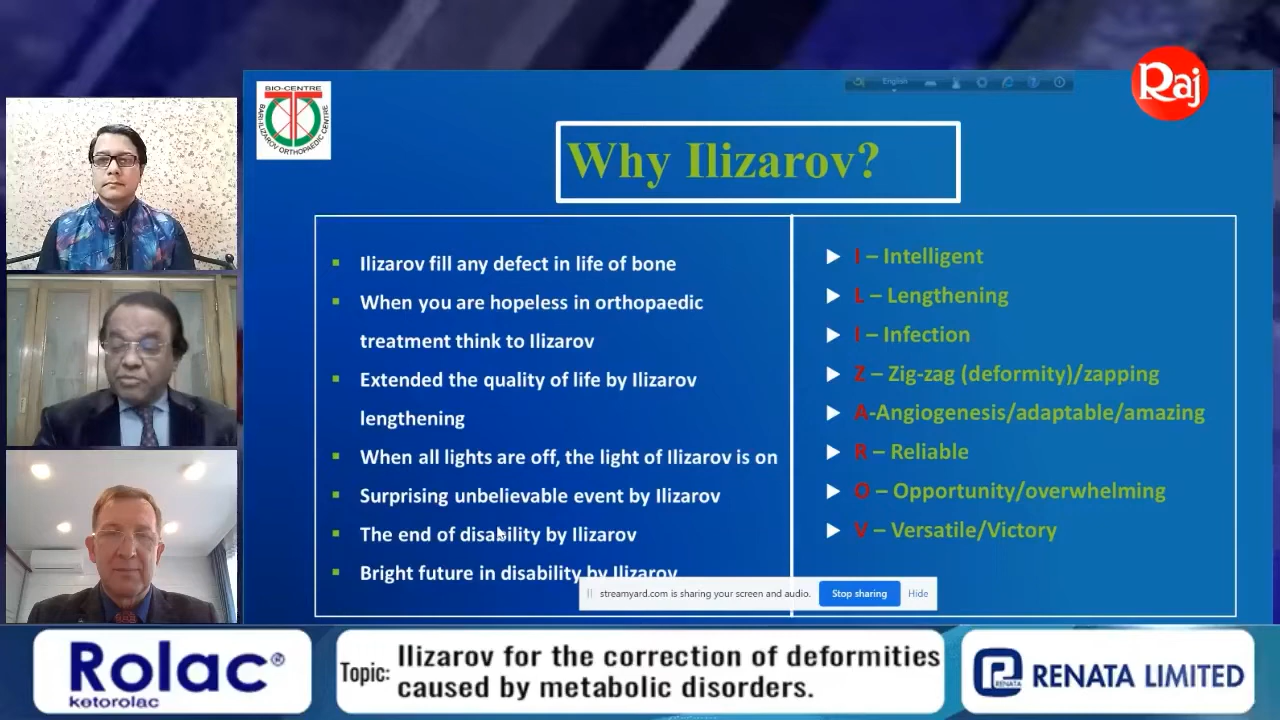 BIO-CENTRE
BARI-ILIZAROV ORTHOPAEDIC CENTRE
English
Raj
Why Ilizarov?
Ilizarov fill any defect in life of bone
When you are hopeless in orthopaedic
treatment think to Ilizarov
Extended the quality of life by Ilizarov
lengthening
When all lights are off, the light of Ilizarov is on
Surprising unbelievable event by Ilizarov
The end of disability by Ilizarov
Bright future in disability by Ilizarov
I – Intelligent
L – Lengthening
I – Infection
Z – Zig-zag (deformity)/zapping
A-Angiogenesis/adaptable/amazing
R – Reliable
O – Opportunity/overwhelming
V – Versatile/Victory
streamyard.com is sharing your screen and audio.
Stop sharing
Hide
Rolac®
ketorolac
Topic: Ilizarov for the correction of deformities
caused by metabolic disorders.
RENATA
RENATA LIMITED